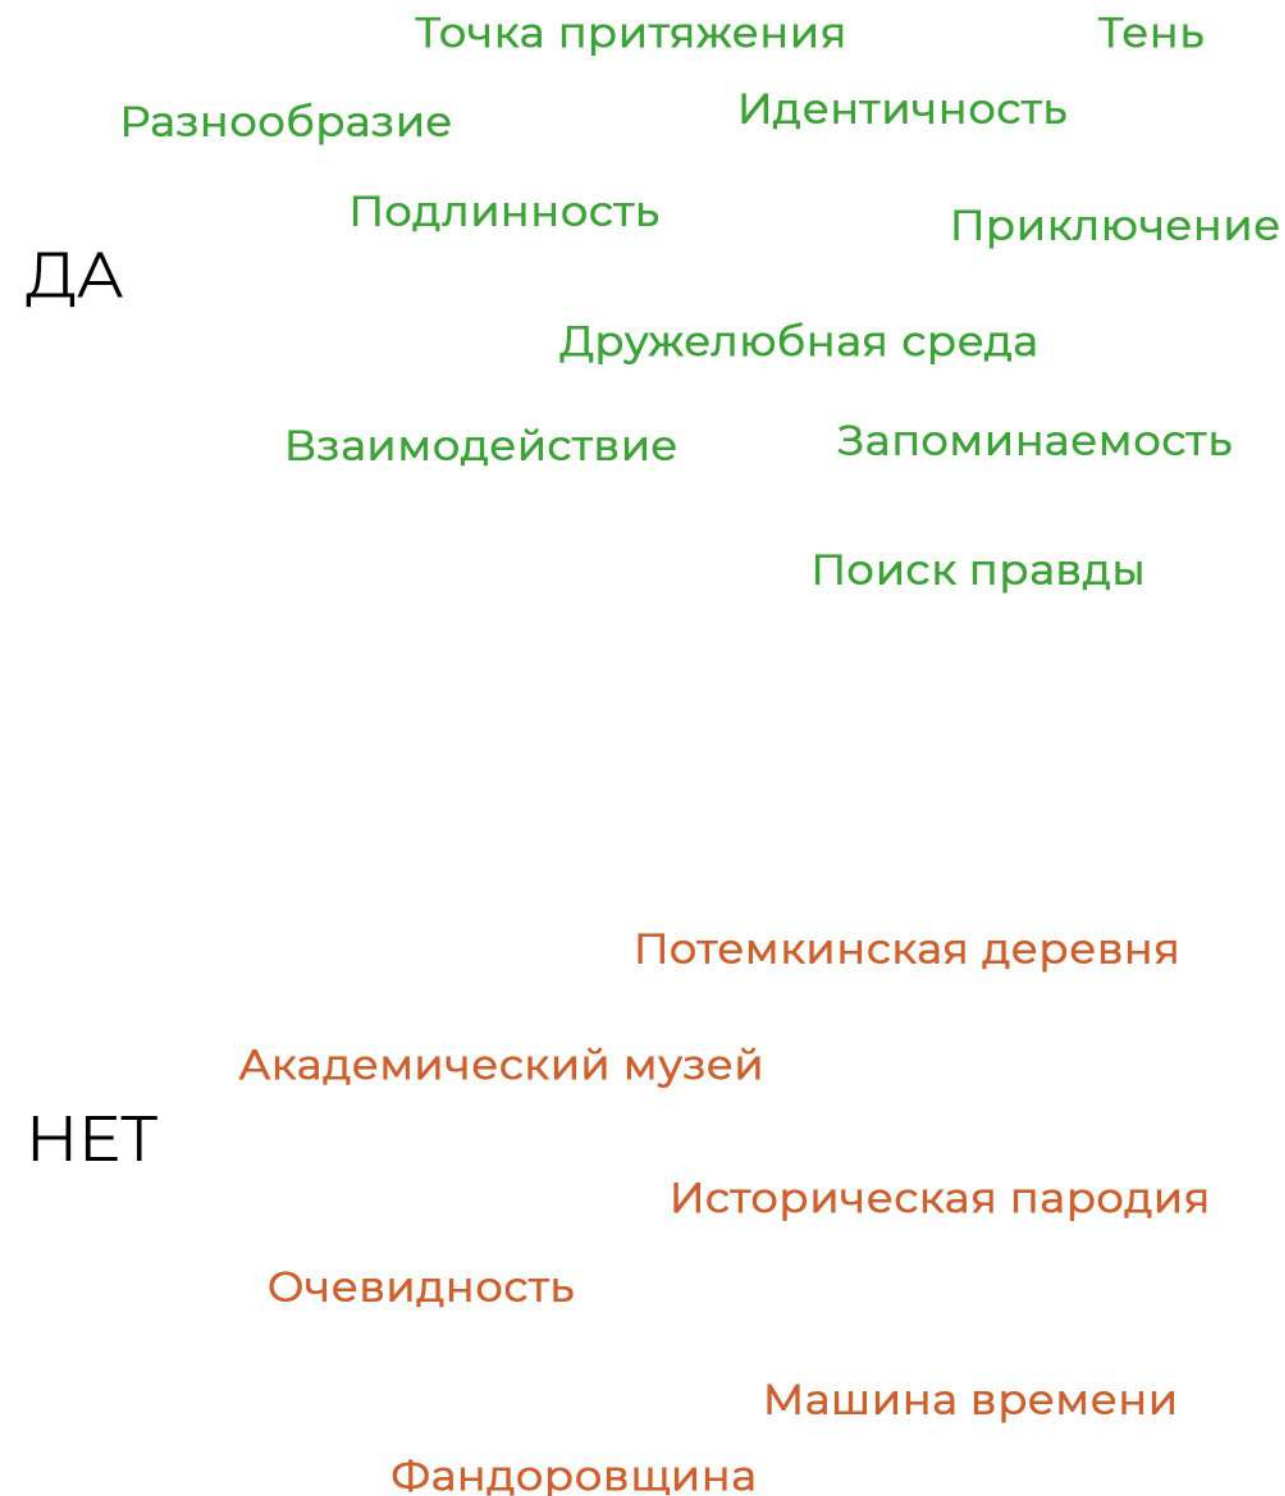 Точка притяжения
Тень
Разнообразие
Идентичность
Подлинность
Приключение
ДА
Дружелюбная среда
Взаимодействие
Запоминаемость
Поиск правды
Потемкинская деревня
Академический музей
НЕТ
Историческая пародия
Очевидность
Машина времени
Фандоровщина